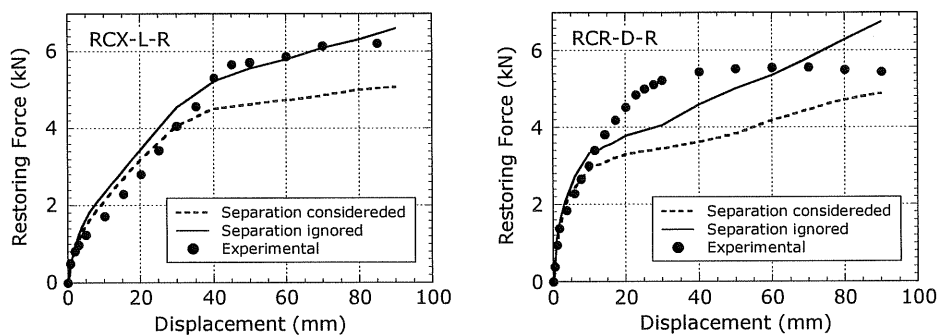 RCX-L-R
Restoring Force (kN)
6
4
2
0
Separation considereded
Separation ignored
Experimental
0 20 40 60 80 100
Displacement (mm)
RCR-D-R
Restoring Force (kN)
6
4
2
0
Separation considereded
Separation ignored
Experimental
0 20 40 60 80 100
Displacement (mm)